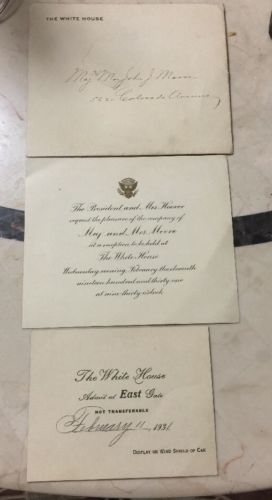 THE WHITE HOUSE
Maj. Mrs. John J. Moore
Colorado Avenue
The President and Mrs. Hoover
request the pleasure of the company of
Maj. and Mrs. Moore
at a reception to be held at
The White House
Wednesday evening, February the eleventh
nineteen hundred and thirty one
at nine-thirty o'clock
The White House
Admit at East Gate
NOT TRANSFERABLE
February 11, 1931
DISPLAY ON WIND SHIELD OF CAR